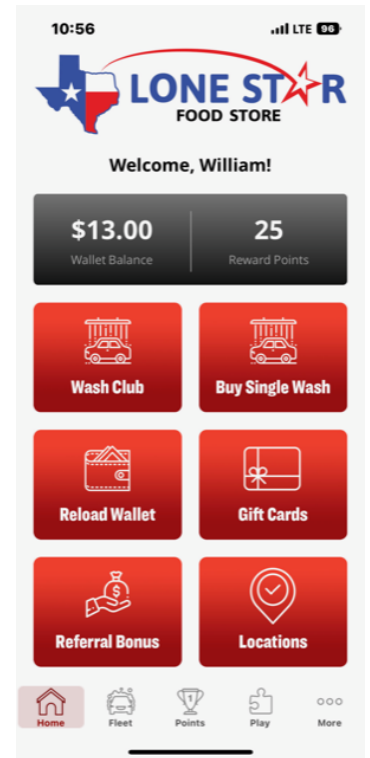 10:56 LTE 96
LONE STAR
FOOD STORE
Welcome, William!
$13.00 25
Wallet Balance Reward Points
Wash Club Buy Single Wash
Reload Wallet Gift Cards
$
Referral Bonus Locations
1
Home Fleet Points Play More